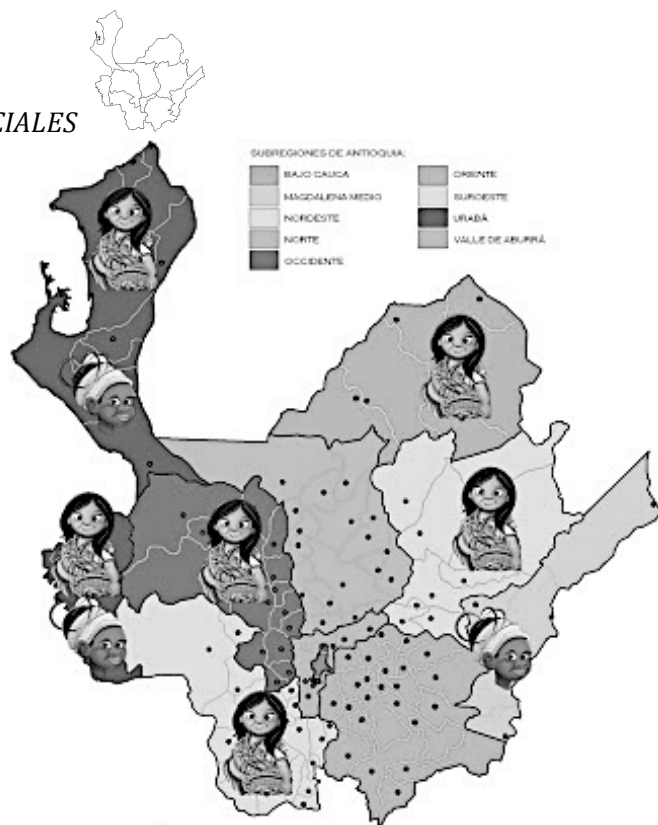 CIALES
SUBREGIONES DE ANTIOQUIA:
BAJO CAUCA
MAGDALENA MEDIO
NORDESTE
NORTE
OCCIDENTE
ORIENTE
SUROESTE
URABÁ
VALLE DE ABURRÁ